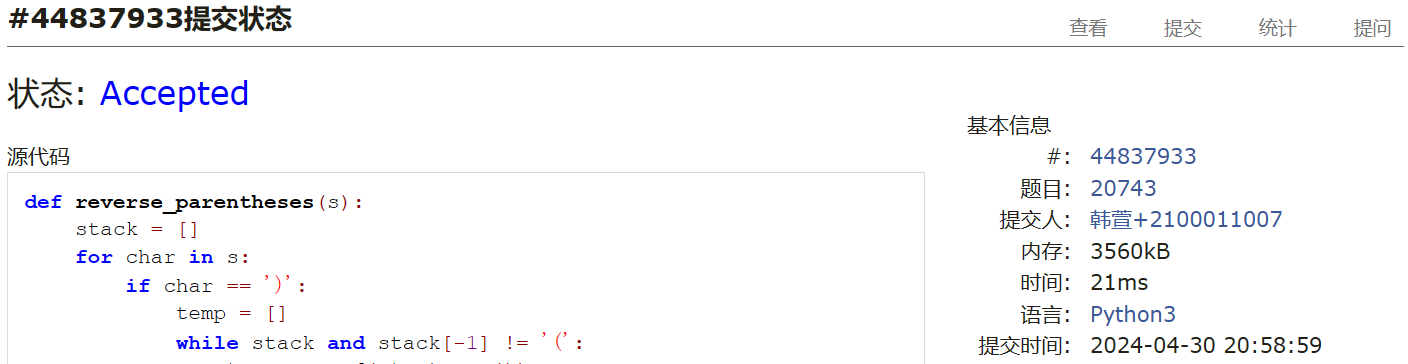 #44837933提交状态
查看 提交 统计 提问
状态: Accepted
源代码
def reverse_parentheses(s):
    stack = []
    for char in s:
        if char == ')':
            temp = []
            while stack and stack[-1] != '(':
基本信息
#: 44837933
题目: 20743
提交人: 韩萱+2100011007
内存: 3560kB
时间: 21ms
语言: Python3
提交时间: 2024-04-30 20:58:59